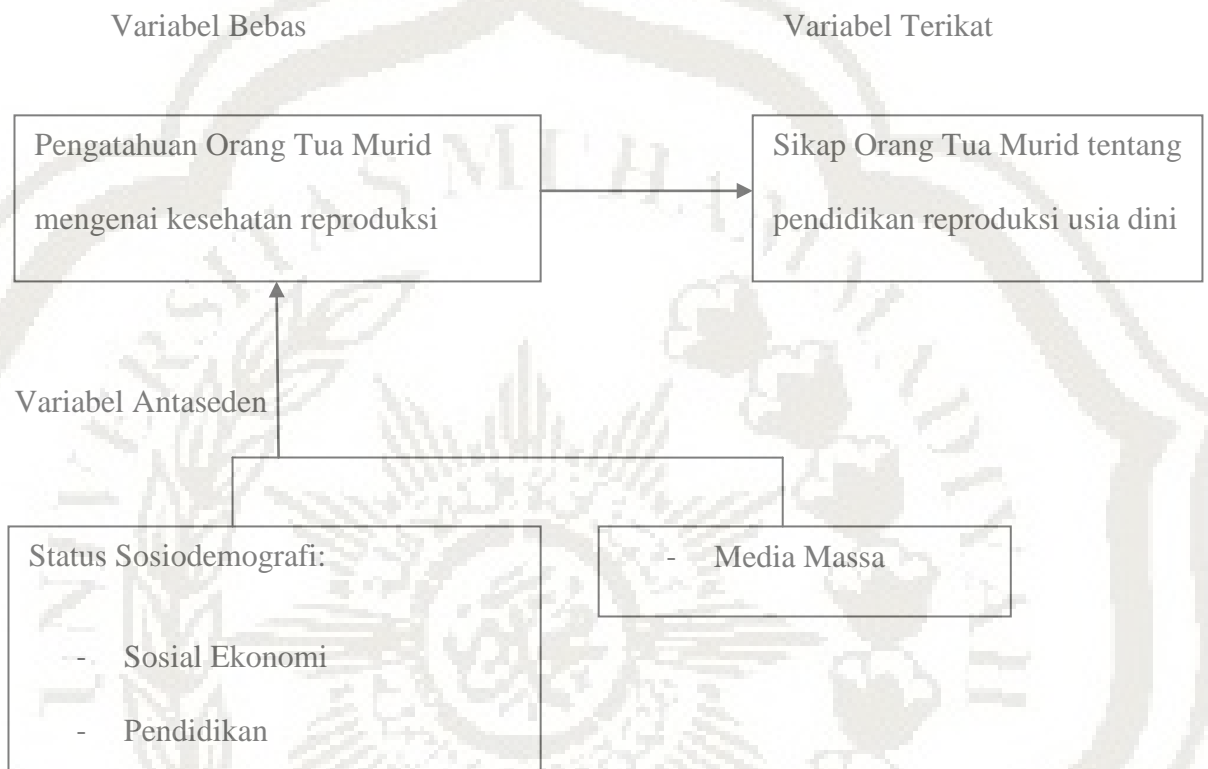 Variabel Bebas
Variabel Terikat
Pengatahuan Orang Tua Murid
mengenai kesehatan reproduksi
Sikap Orang Tua Murid tentang
pendidikan reproduksi usia dini
Variabel Antaseden
Status Sosiodemografi:
- Sosial Ekonomi
- Pendidikan
- Media Massa